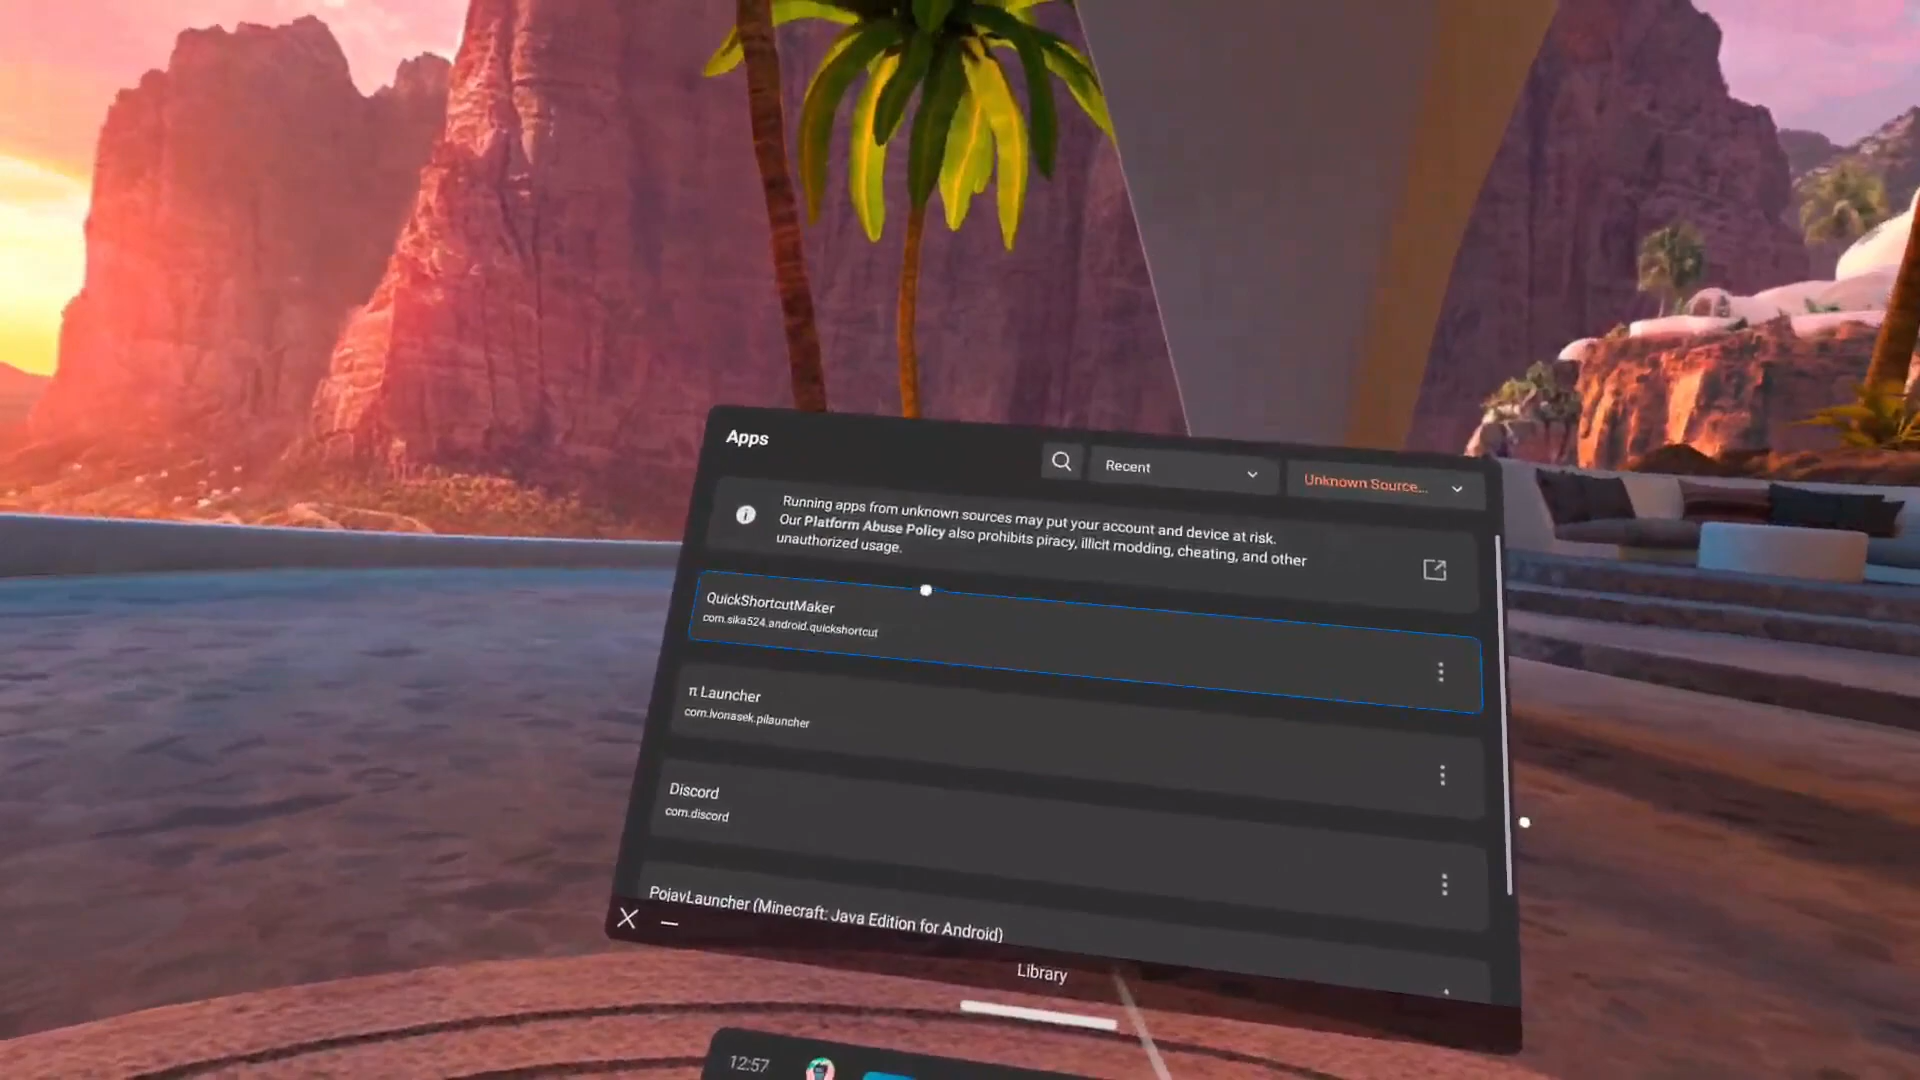 Apps
Recent
Unknown Source...
Running apps from unknown sources may put your account and device at risk.
Our Platform Abuse Policy also prohibits piracy, illicit modding, cheating, and other
unauthorized usage.
QuickShortcutMaker
com.sika524.android.quickshortcut
π Launcher
com.lvonasek.pilauncher
Discord
com.discord
PojavLauncher (Minecraft: Java Edition for Android)
Library
12:57